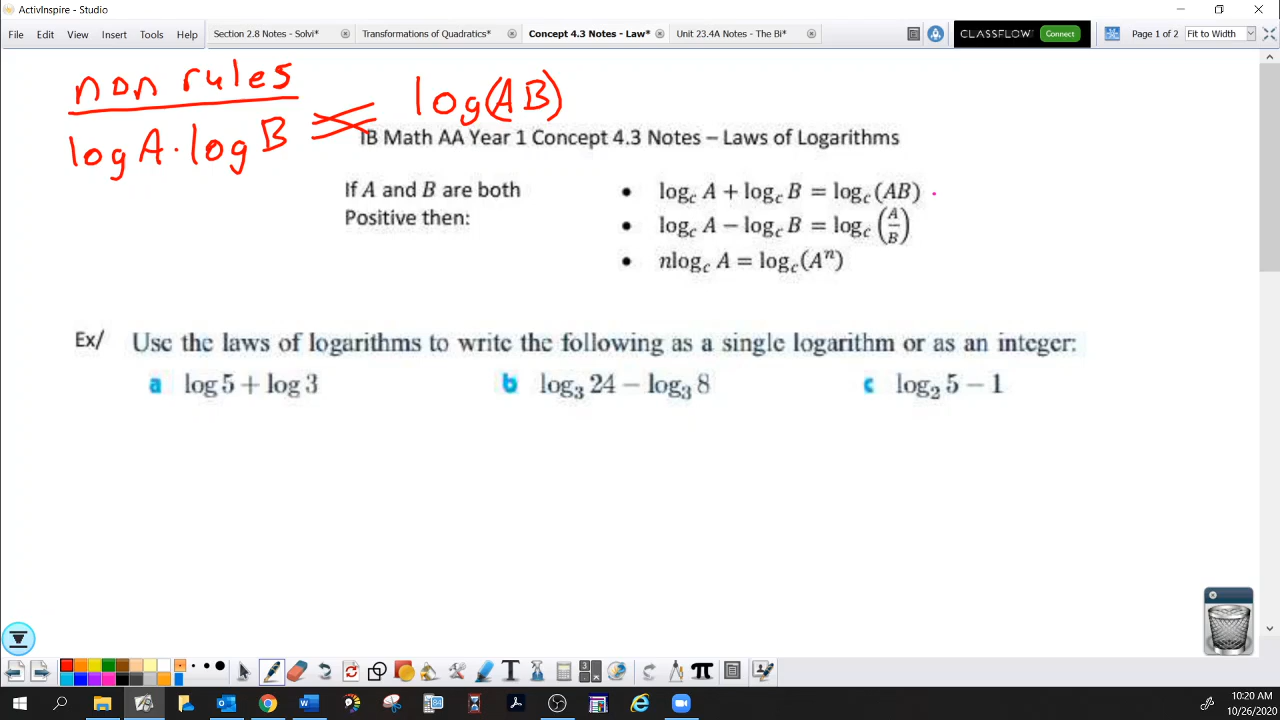 ActivInspire - Studio
File Edit View Insert Tools Help Section 2.8 Notes - Solvi* Transformations of Quadratics* Concept 4.3 Notes - Law* Unit 23.4A Notes - The Bi* CLASSFLOW Connect Page 1 of 2 Fit to Width
non rules
log A · log B = log(AB)
IB Math AA Year 1 Concept 4.3 Notes – Laws of Logarithms
If A and B are both
Positive then:
• log_c A + log_c B = log_c (AB)
• log_c A − log_c B = log_c (A/B)
• nlog_c A = log_c(Aⁿ)
Ex/ Use the laws of logarithms to write the following as a single logarithm or as an integer:
a log 5 + log 3 b log₃ 24 − log₃ 8 c log₂ 5 − 1
10:20 AM
10/26/2020